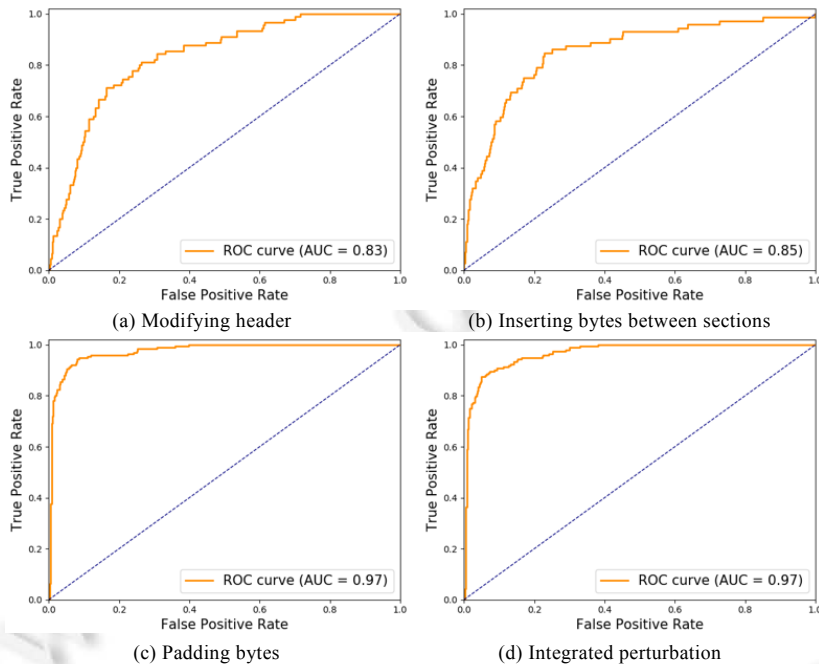 1.0
0.8
0.6
0.4
0.2
0.0
True Positive Rate
ROC curve (AUC = 0.83)
0.0 0.2 0.4 0.6 0.8 1.0
False Positive Rate
(a) Modifying header
1.0
0.8
0.6
0.4
0.2
0.0
True Positive Rate
ROC curve (AUC = 0.85)
0.0 0.2 0.4 0.6 0.8 1.0
False Positive Rate
(b) Inserting bytes between sections
1.0
0.8
0.6
0.4
0.2
0.0
True Positive Rate
ROC curve (AUC = 0.97)
0.0 0.2 0.4 0.6 0.8 1.0
False Positive Rate
(c) Padding bytes
1.0
0.8
0.6
0.4
0.2
0.0
True Positive Rate
ROC curve (AUC = 0.97)
0.0 0.2 0.4 0.6 0.8 1.0
False Positive Rate
(d) Integrated perturbation